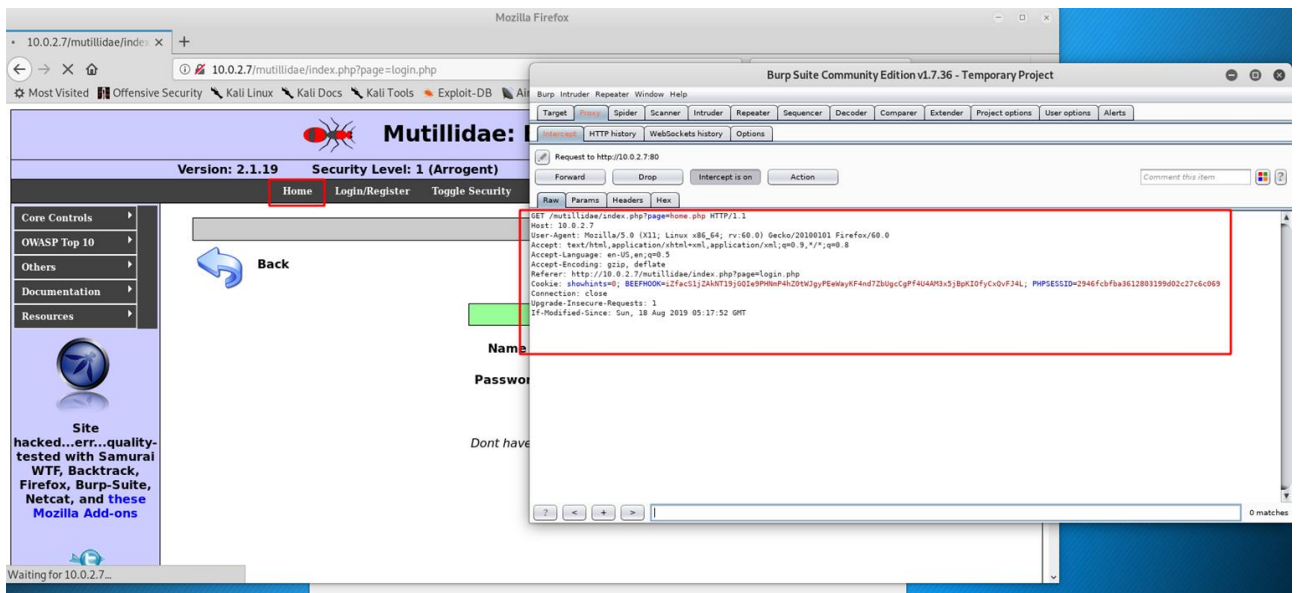 Mozilla Firefox
10.0.2.7/mutillidae/index
10.0.2.7/mutillidae/index.php?page=login.php
Most Visited Offensive Security Kali Linux Kali Docs Kali Tools Exploit-DB
Mutillidae:
Version: 2.1.19 Security Level: 1 (Arrogent)
Home Login/Register Toggle Security
Core Controls
OWASP Top 10
Others
Documentation
Resources
Back
Name
Dont have
Site
hacked...err...quality-
tested with Samurai
WTF, Backtrack,
Firefox, Burp-Suite,
Netcat, and these
Mozilla Add-ons
Waiting for 10.0.2.7...
Burp Suite Community Edition v1.7.36 - Temporary Project
Burp Intruder Repeater Window Help
Target Proxy Spider Scanner Intruder Repeater Sequencer Decoder Comparer Extender Project options User options Alerts
Intercept HTTP history WebSockets history Options
Request to http://10.0.2.7:80
Forward Drop Intercept is on Action Comment this item ?
Raw Params Headers Hex
GET /mutillidae/index.php?page=home.php HTTP/1.1
Host: 10.0.2.7
User-Agent: Mozilla/5.0 (X11; Linux x86_64; rv:60.0) Gecko/20100101 Firefox/60.0
Accept: text/html,application/xhtml+xml,application/xml;q=0.9,*/*;q=0.8
Accept-Language: en-US,en;q=0.5
Accept-Encoding: gzip, deflate
Referer: http://10.0.2.7/mutillidae/index.php?page=login.php
Cookie: showhints=0; PHPSESSID=2946fcbfba3612803199d02c27c6c069
Connection: close
Upgrade-Insecure-Requests: 1
If-Modified-Since: Sun, 18 Aug 2019 05:17:52 GMT
? < + > 0 matches